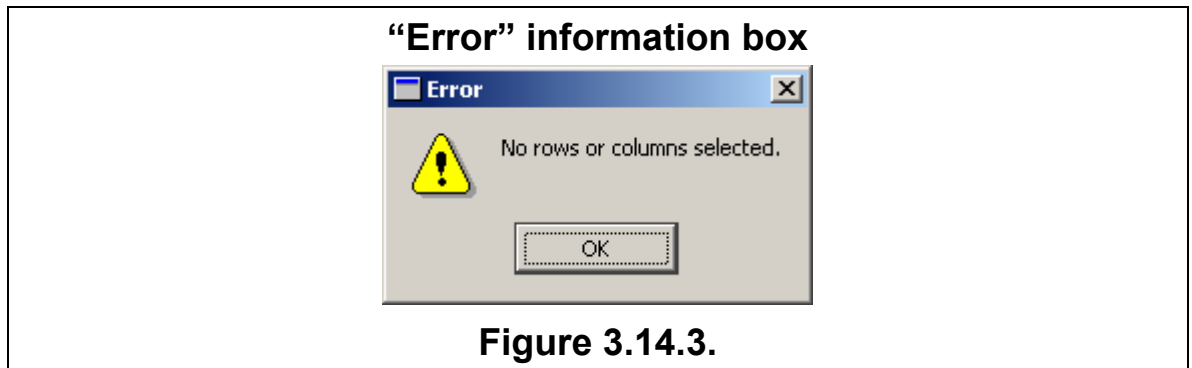 “Error” information box
Error
No rows or columns selected.
OK
Figure 3.14.3.